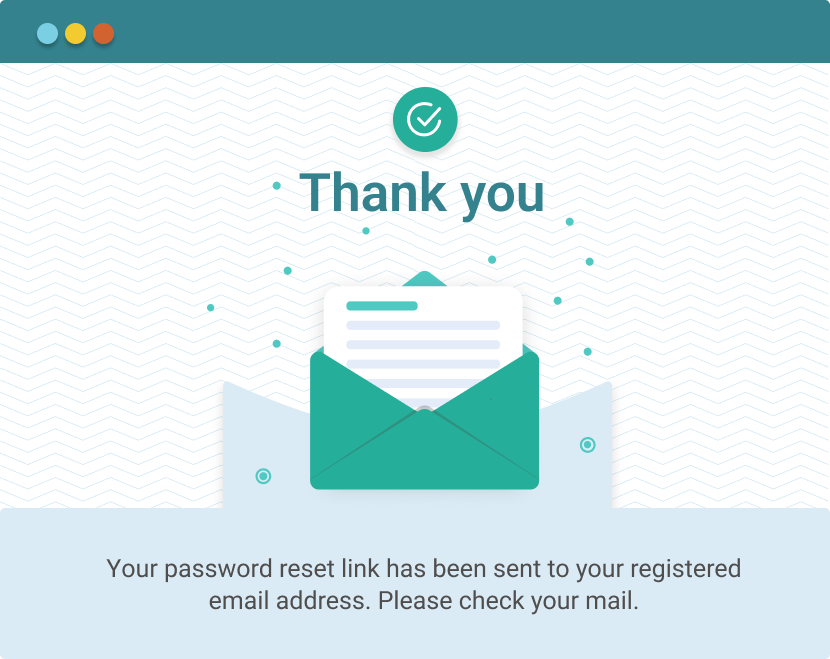 Thank you
Your password reset link has been sent to your registered
email address. Please check your mail.